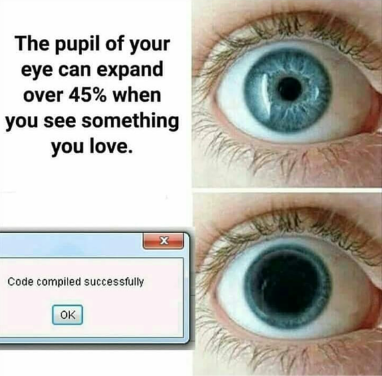 The pupil of your
eye can expand
over 45% when
you see something
you love.
Code compiled successfully
OK